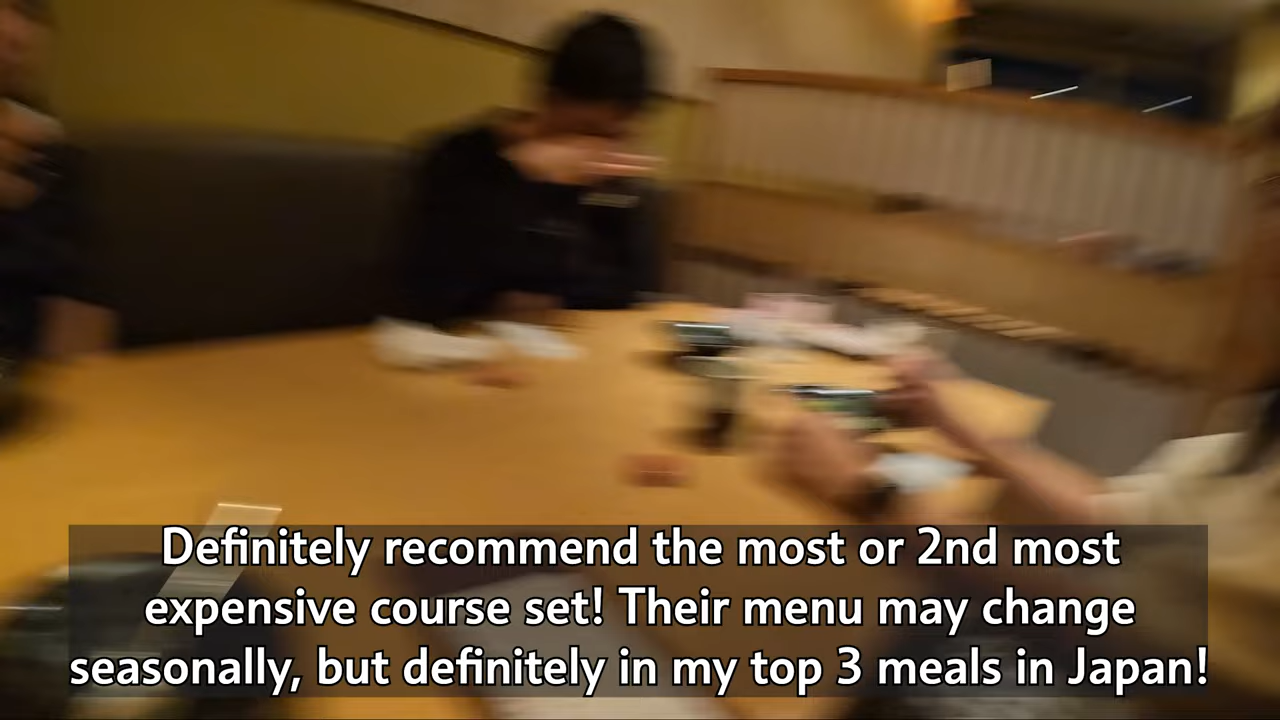 Definitely recommend the most or 2nd most
expensive course set! Their menu may change
seasonally, but definitely in my top 3 meals in Japan!